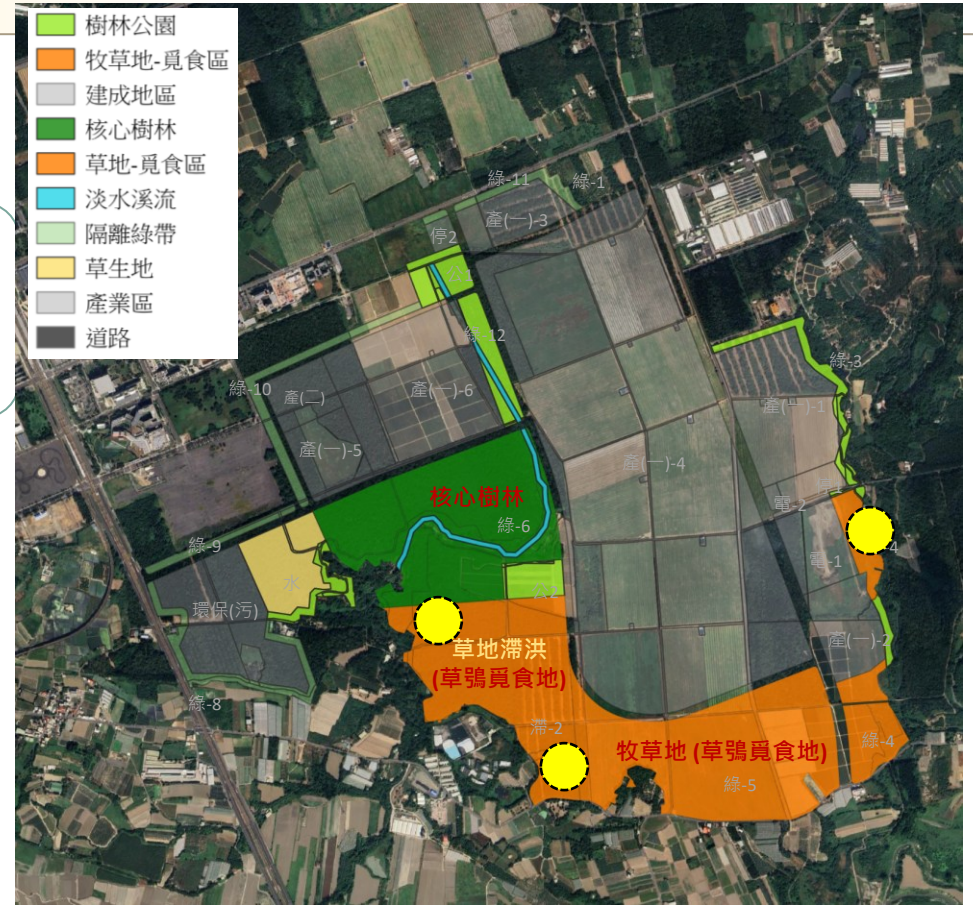 樹林公園
牧草地-覓食區
建成地區
核心樹林
草地-覓食區
淡水溪流
隔離綠帶
草生地
產業區
道路
綠-11
綠-1
產(一)-3
停2
公1
綠-12
綠-3
綠-10
產(二)
產(一)-6
產(一)-1
產(一)-5
產(一)-4
核心樹林
電-2
綠-6
綠-9
電-1
水
環保(污)
產(一)-7
草地滯洪
(草鴞覓食地)
綠-8
滯-2
牧草地 (草鴞覓食地)
綠-4
綠-5